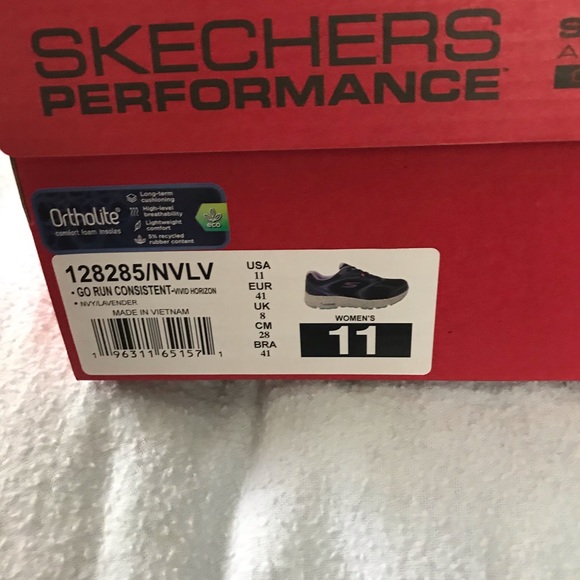 SKECHERS
PERFORMANCE
S
A
Ortholite®
comfort foam insoles
Long-term
cushioning
High-level
breathability
Lightweight
comfort
5% recycled
rubber content
eco
128285/NVLV
- GO RUN CONSISTENT-VIVID HORIZON
• NVY/LAVENDER
MADE IN VIETNAM
1 96311 65157 1
USA
11
EUR
41
UK
8
CM
28
BRA
41
WOMEN'S
11